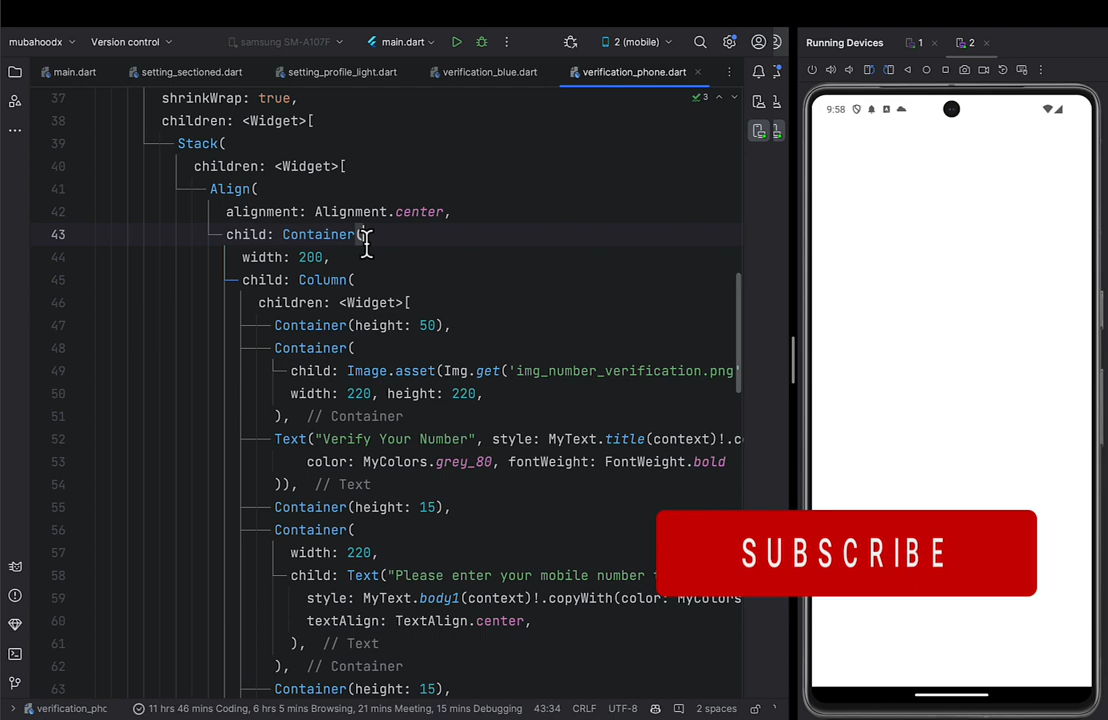 mubahoodx
Version control
samsung SM-A107F
main.dart
2 (mobile)
Running Devices
1
2
main.dart
setting_sectioned.dart
setting_profile_light.dart
verification_blue.dart
verification_phone.dart
3
37 shrinkWrap: true,
38 children: <Widget>[
39 Stack(
40 children: <Widget>[
41 Align(
42 alignment: Alignment.center,
43 child: Container(
44 width: 200,
45 child: Column(
46 children: <Widget>[
47 Container(height: 50),
48 Container(
49 child: Image.asset(Img.get('img_number_verification.png'
50 width: 220, height: 220,
51 ), // Container
52 Text("Verify Your Number", style: MyText.title(context)!.c
53 color: MyColors.grey_80, fontWeight: FontWeight.bold
54 )), // Text
55 Container(height: 15),
56 Container(
57 width: 220,
58 child: Text("Please enter your mobile number
59 style: MyText.body1(context)!.copyWith(color: MyColors
60 textAlign: TextAlign.center,
61 ), // Text
62 ), // Container
63 Container(height: 15),
9:58
SUBSCRIBE
verification_pho
11 hrs 46 mins Coding, 6 hrs 5 mins Browsing, 21 mins Meeting, 15 mins Debugging
43:34
CRLF
UTF-8
2 spaces